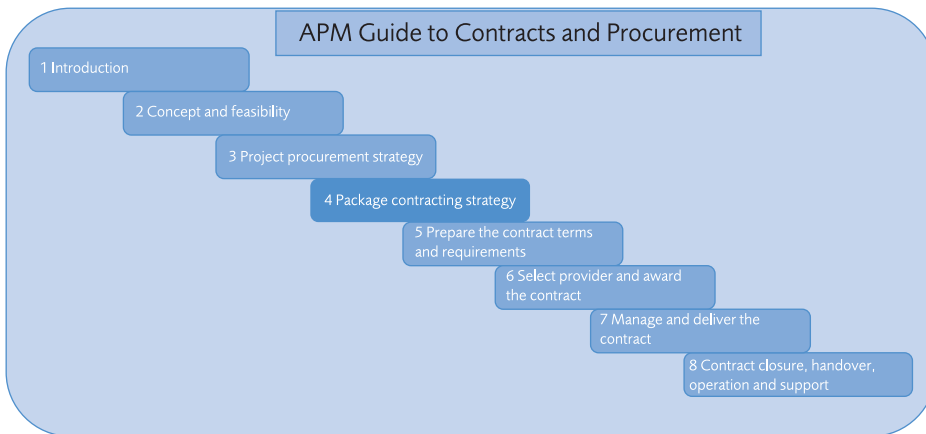 APM Guide to Contracts and Procurement
1 Introduction
2 Concept and feasibility
3 Project procurement strategy
4 Package contracting strategy
5 Prepare the contract terms
and requirements
6 Select provider and award
the contract
7 Manage and deliver the
contract
8 Contract closure, handover,
operation and support